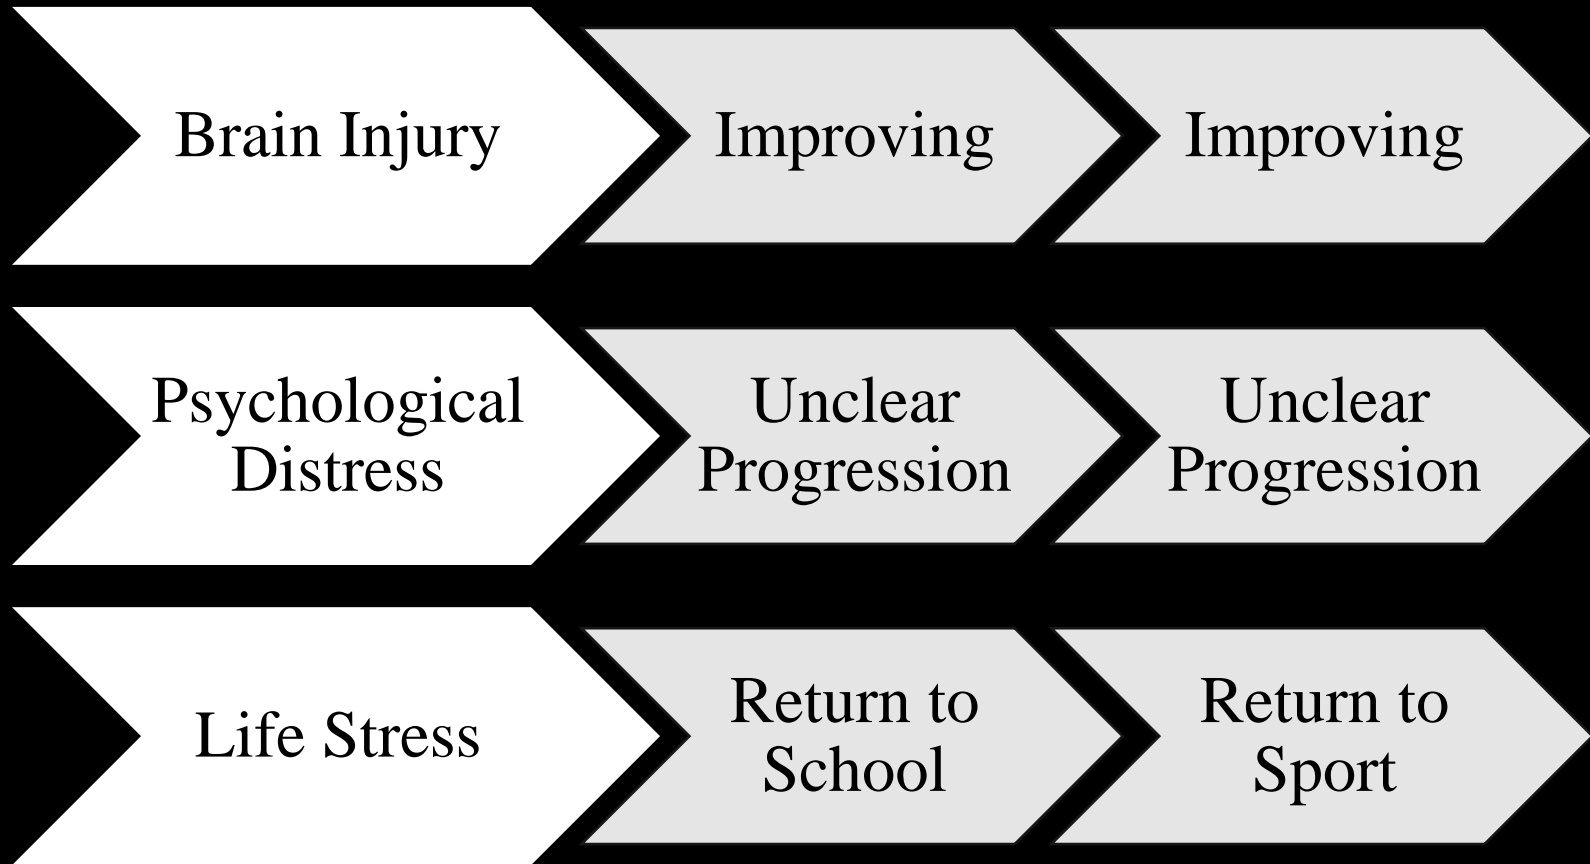 Brain Injury
Improving
Improving
Psychological
Distress
Unclear
Progression
Unclear
Progression
Life Stress
Return to
School
Return to
Sport